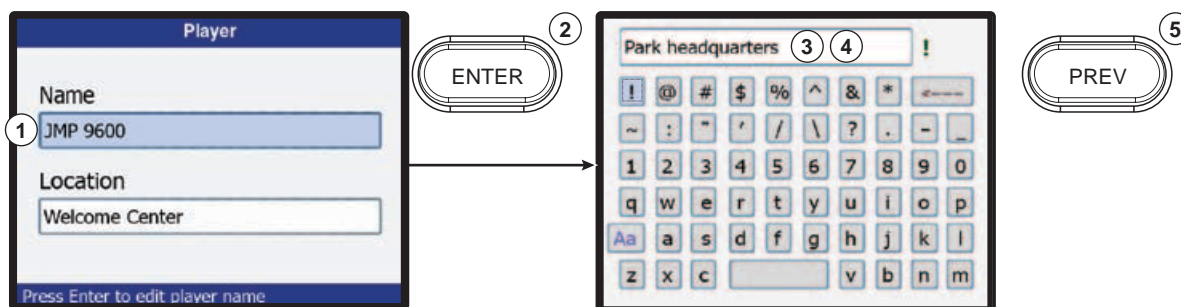 Player
Name
1 JMP 9600
Location
Welcome Center
Press Enter to edit player name
2
ENTER
Park headquarters 3 4 !
! @ # $ % ^ & * <---
~ : " ' / \ ? . - _
1 2 3 4 5 6 7 8 9 0
q w e r t y u i o p
Aa a s d f g h j k l
z x c v b n m
5
PREV